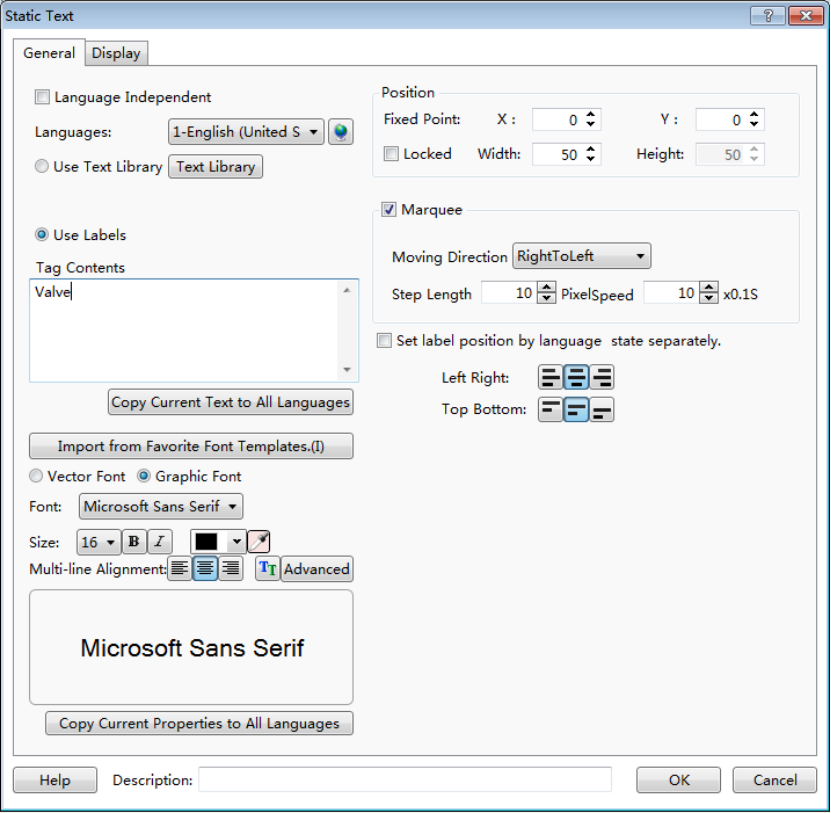 Static Text
General
Display
Language Independent
Languages:
1-English (United S
Use Text Library
Text Library
Use Labels
Tag Contents
Valve
Copy Current Text to All Languages
Import from Favorite Font Templates.(I)
Vector Font
Graphic Font
Font:
Microsoft Sans Serif
Size:
16
B
I
Multi-line Alignment:
TT
Advanced
Microsoft Sans Serif
Copy Current Properties to All Languages
Position
Fixed Point:
X :
0
Y :
0
Locked
Width:
50
Height:
50
Marquee
Moving Direction
RightToLeft
Step Length
10
Pixel
Speed
10
x0.1S
Set label position by language state separately.
Left Right:
Top Bottom:
Help
Description:
OK
Cancel